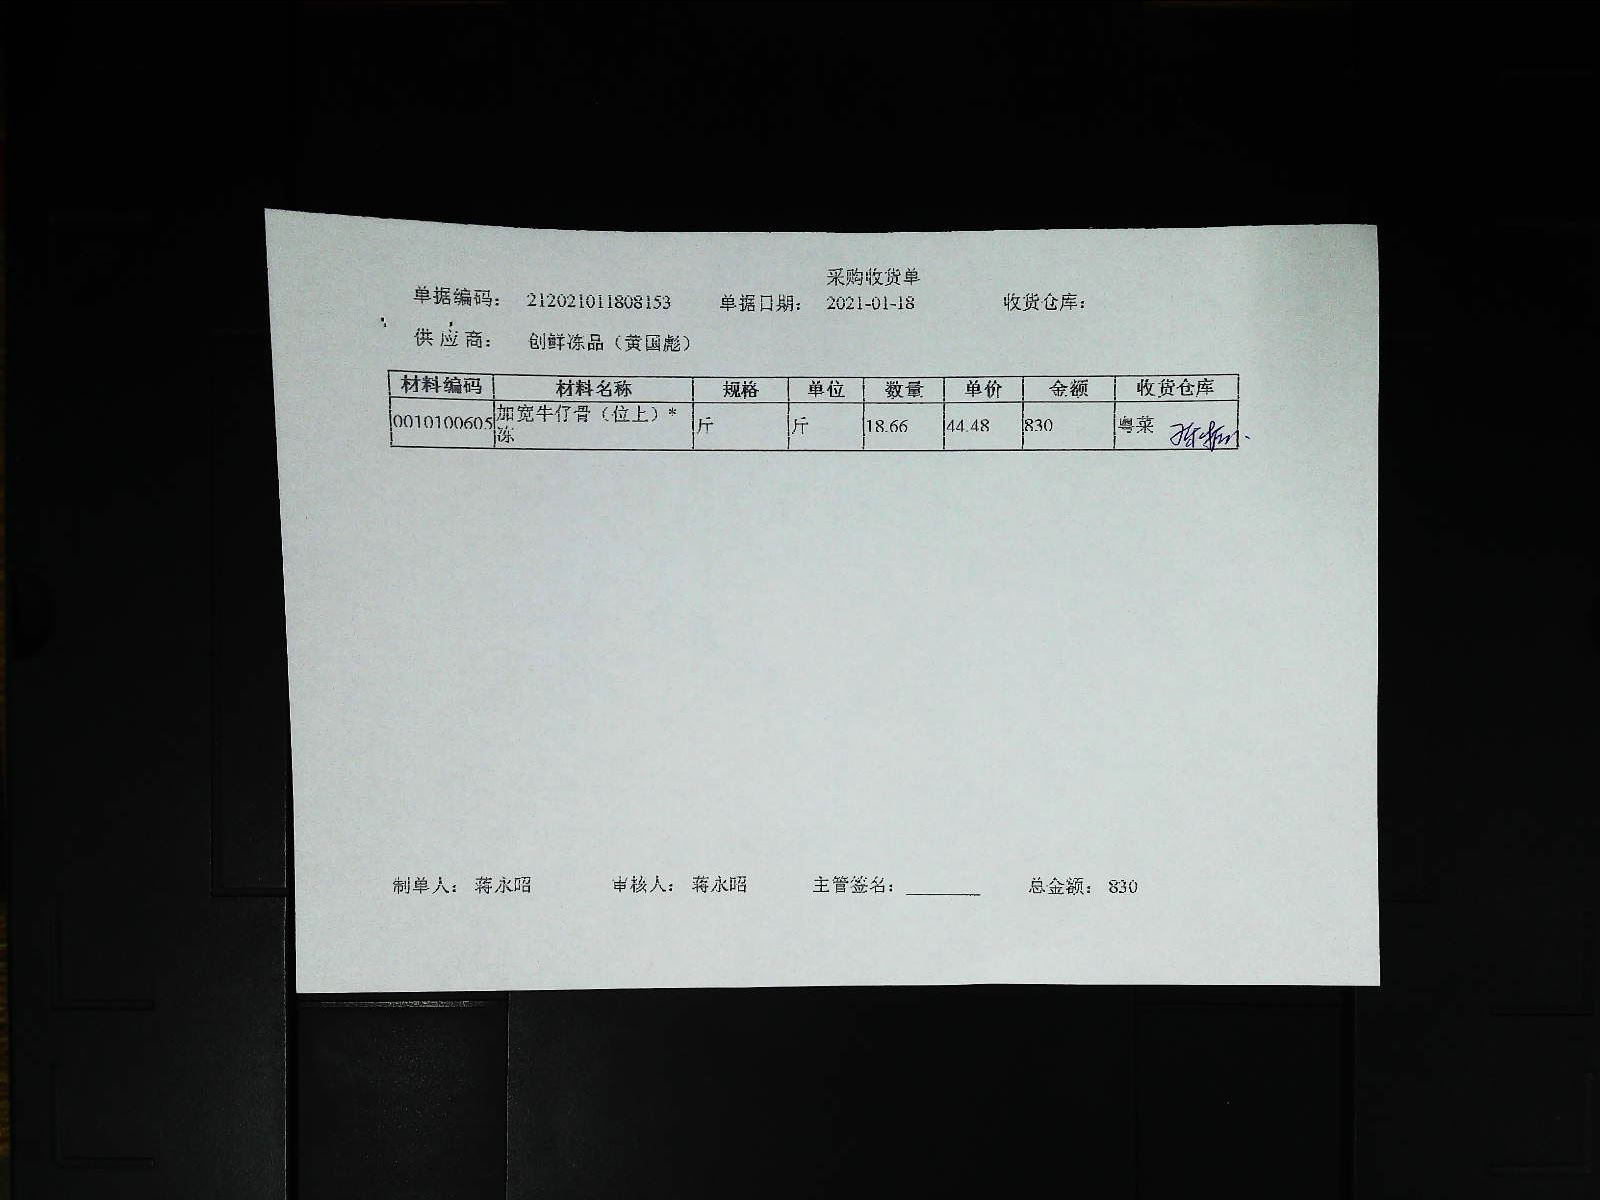 采购收货单
单据编码： 212021011808153 单据日期： 2021-01-18 收货仓库：
供应商： 创鲜冻品（黄国彪）
材料编码 材料名称 规格 单位 数量 单价 金额 收货仓库
0010100605 加宽牛仔骨（位上）* 斤 斤 18.66 44.48 830 粤菜
冻
制单人： 蒋永昭 审核人： 蒋永昭 主管签名： 总金额： 830